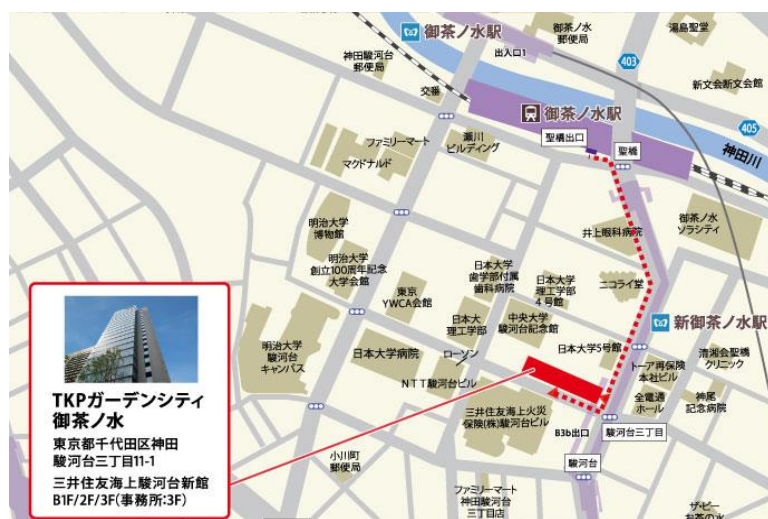 御茶ノ水駅
御茶ノ水
郵便局
湯島聖堂
出入口1
神田駿河台
郵便局
403
新文会断文会館
交番
御茶ノ水駅
405
神田川
ファミリーマート
瀬川
ビルディング
聖橋出口
聖橋
マクドナルド
明治大学
博物館
井上眼科病院
御茶ノ水
ソラシティ
明治大学
創立100周年記念
大学会館
日本大学
歯学部付属
歯科病院
日本大学
理工学部
4号館
ニコライ堂
東京
YWCA会館
中央大学
駿河台記念館
新御茶ノ水駅
日本大
理工学部
明治大学
駿河台
キャンパス
日本大学病院
ローソン
日本大学5号館
トーア再保険
本社ビル
清湘会聖橋
クリニック
NTT駿河台ビル
全電通
ホール
神尾
記念病院
三井住友海上火災
保険(株)駿河台ビル
B3b出口
駿河台三丁目
小川町
郵便局
駿河台
ファミリーマート
神田駿河台
三丁目店
ザ・ビー
お茶の水
TKPガーデンシティ
御茶ノ水
東京都千代田区神田
駿河台三丁目11-1
三井住友海上駿河台新館
B1F/2F/3F(事務所:3F)